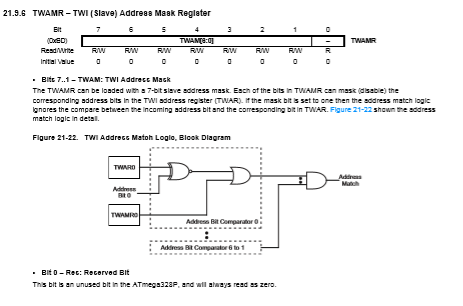 21.9.6 TWAMR – TWI (Slave) Address Mask Register
Bit 7 6 5 4 3 2 1 0
(0xBD) TWAM[6:0] – TWAMR
Read/Write R/W R/W R/W R/W R/W R/W R/W R
Initial Value 0 0 0 0 0 0 0 0
• Bits 7..1 – TWAM: TWI Address Mask
The TWAMR can be loaded with a 7-bit slave address mask. Each of the bits in TWAMR can mask (disable) the
corresponding address bits in the TWI address register (TWAR). If the mask bit is set to one then the address match logic
ignores the compare between the incoming address bit and the corresponding bit in TWAR. Figure 21-22 shown the address
match logic in detail.
Figure 21-22. TWI Address Match Logic, Block Diagram
TWAR0
Address
Bit 0
TWAMR0
Address
Match
Address Bit Comparator 0
Address Bit Comparator 6 to 1
• Bit 0 – Res: Reserved Bit
This bit is an unused bit in the ATmega328P, and will always read as zero.